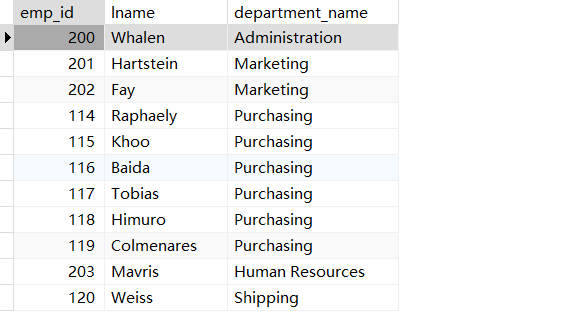 emp_id lname department_name
200 Whalen Administration
201 Hartstein Marketing
202 Fay Marketing
114 Raphaely Purchasing
115 Khoo Purchasing
116 Baida Purchasing
117 Tobias Purchasing
118 Himuro Purchasing
119 Colmenares Purchasing
203 Mavris Human Resources
120 Weiss Shipping